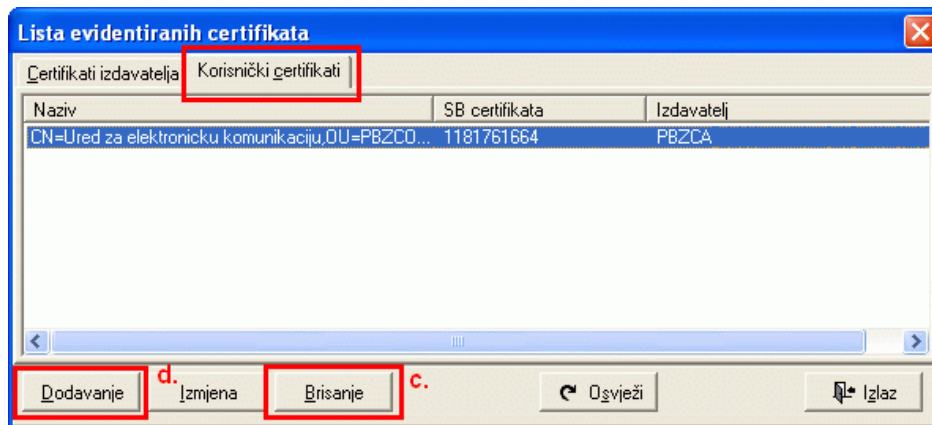 Lista evidentiranih certifikata
Certifikati izdavatelja Korisnički certifikati
Naziv SB certifikata Izdavatelj
CN=Ured za elektronicku komunikaciju,OU=PBZCO... 1181761664 PBZCA
Dodavanje d. Izmjena Brisanje c. Osvježi Izlaz